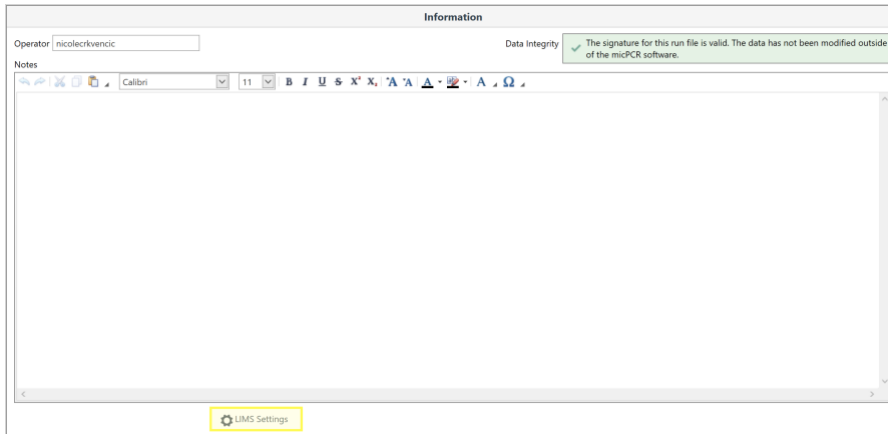 Information
Operator nicolecrkvencic
Data Integrity
The signature for this run file is valid. The data has not been modified outside
of the micPCR software.
Notes
Calibri 11 B I U S X² X₂ A A A A Ω
LIMS Settings